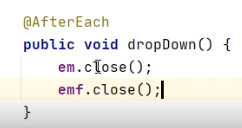 @AfterEach
public void dropDown() {
    em.close();
    emf.close();
}